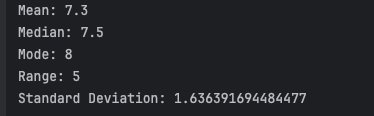 Mean: 7.3
Median: 7.5
Mode: 8
Range: 5
Standard Deviation: 1.636391694484477